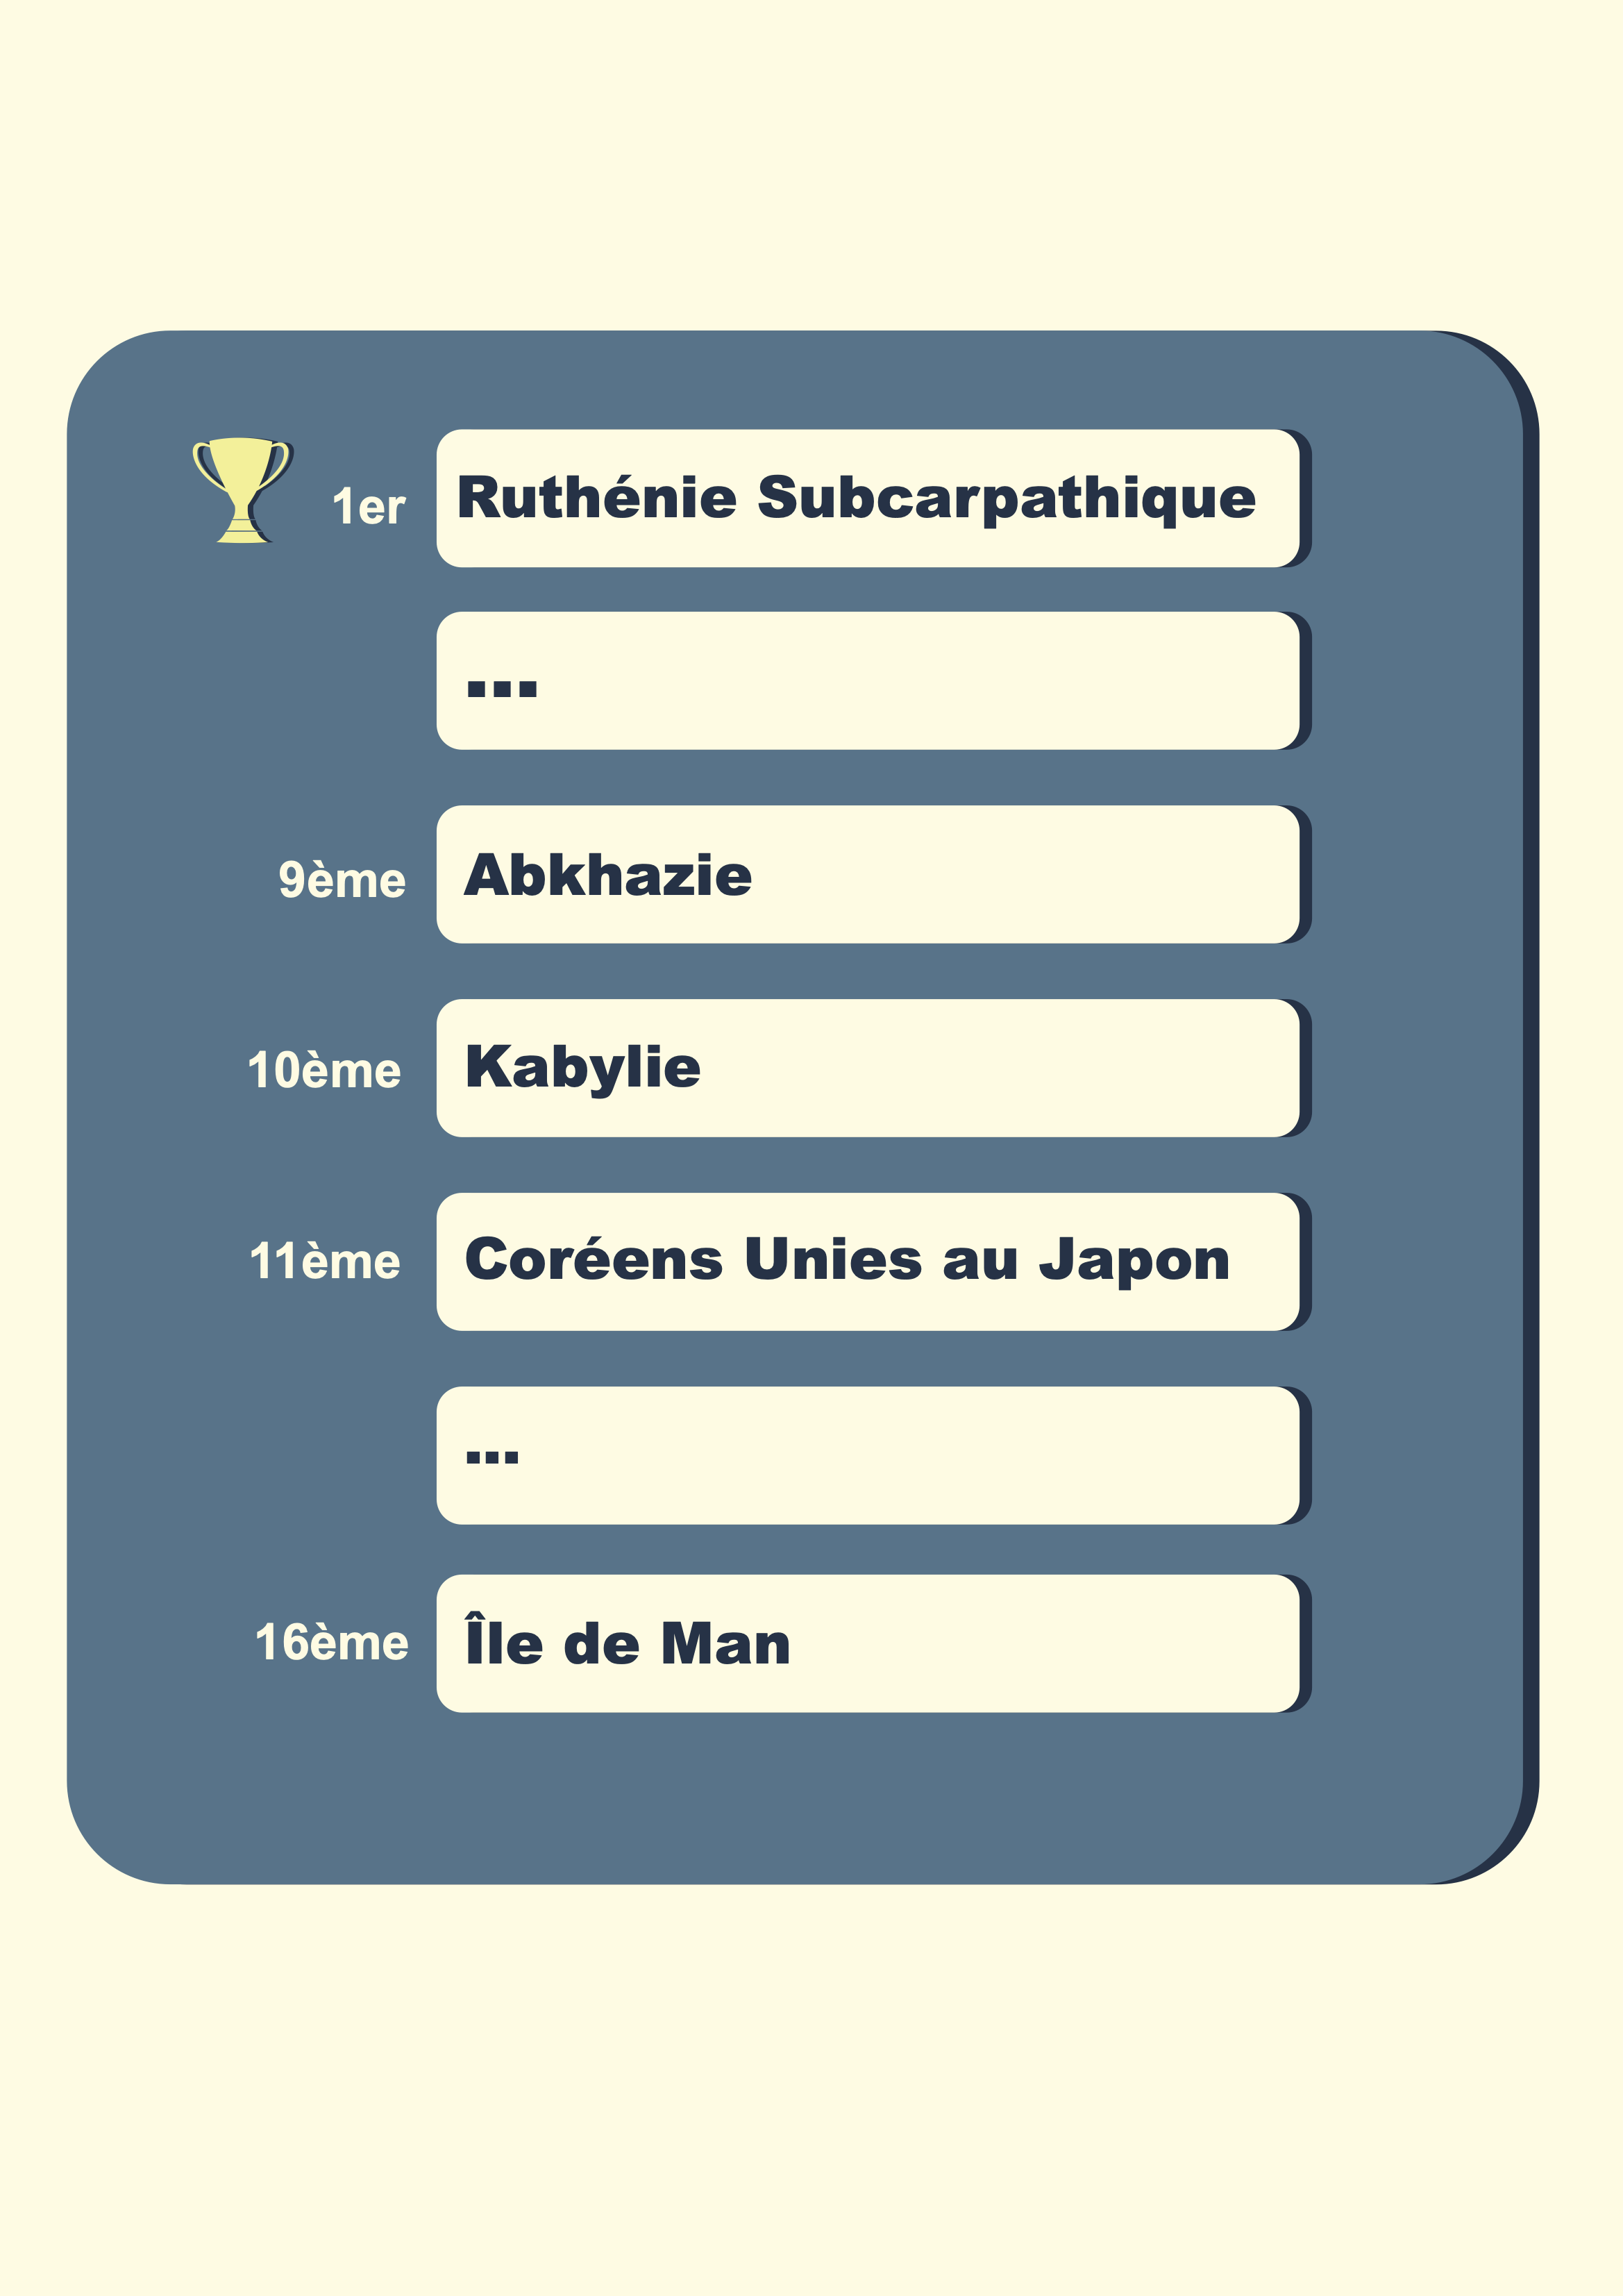 1er Ruthénie Subcarpathique
...
9ème Abkhazie
10ème Kabylie
11ème Coréens Unies au Japon
...
16ème Île de Man